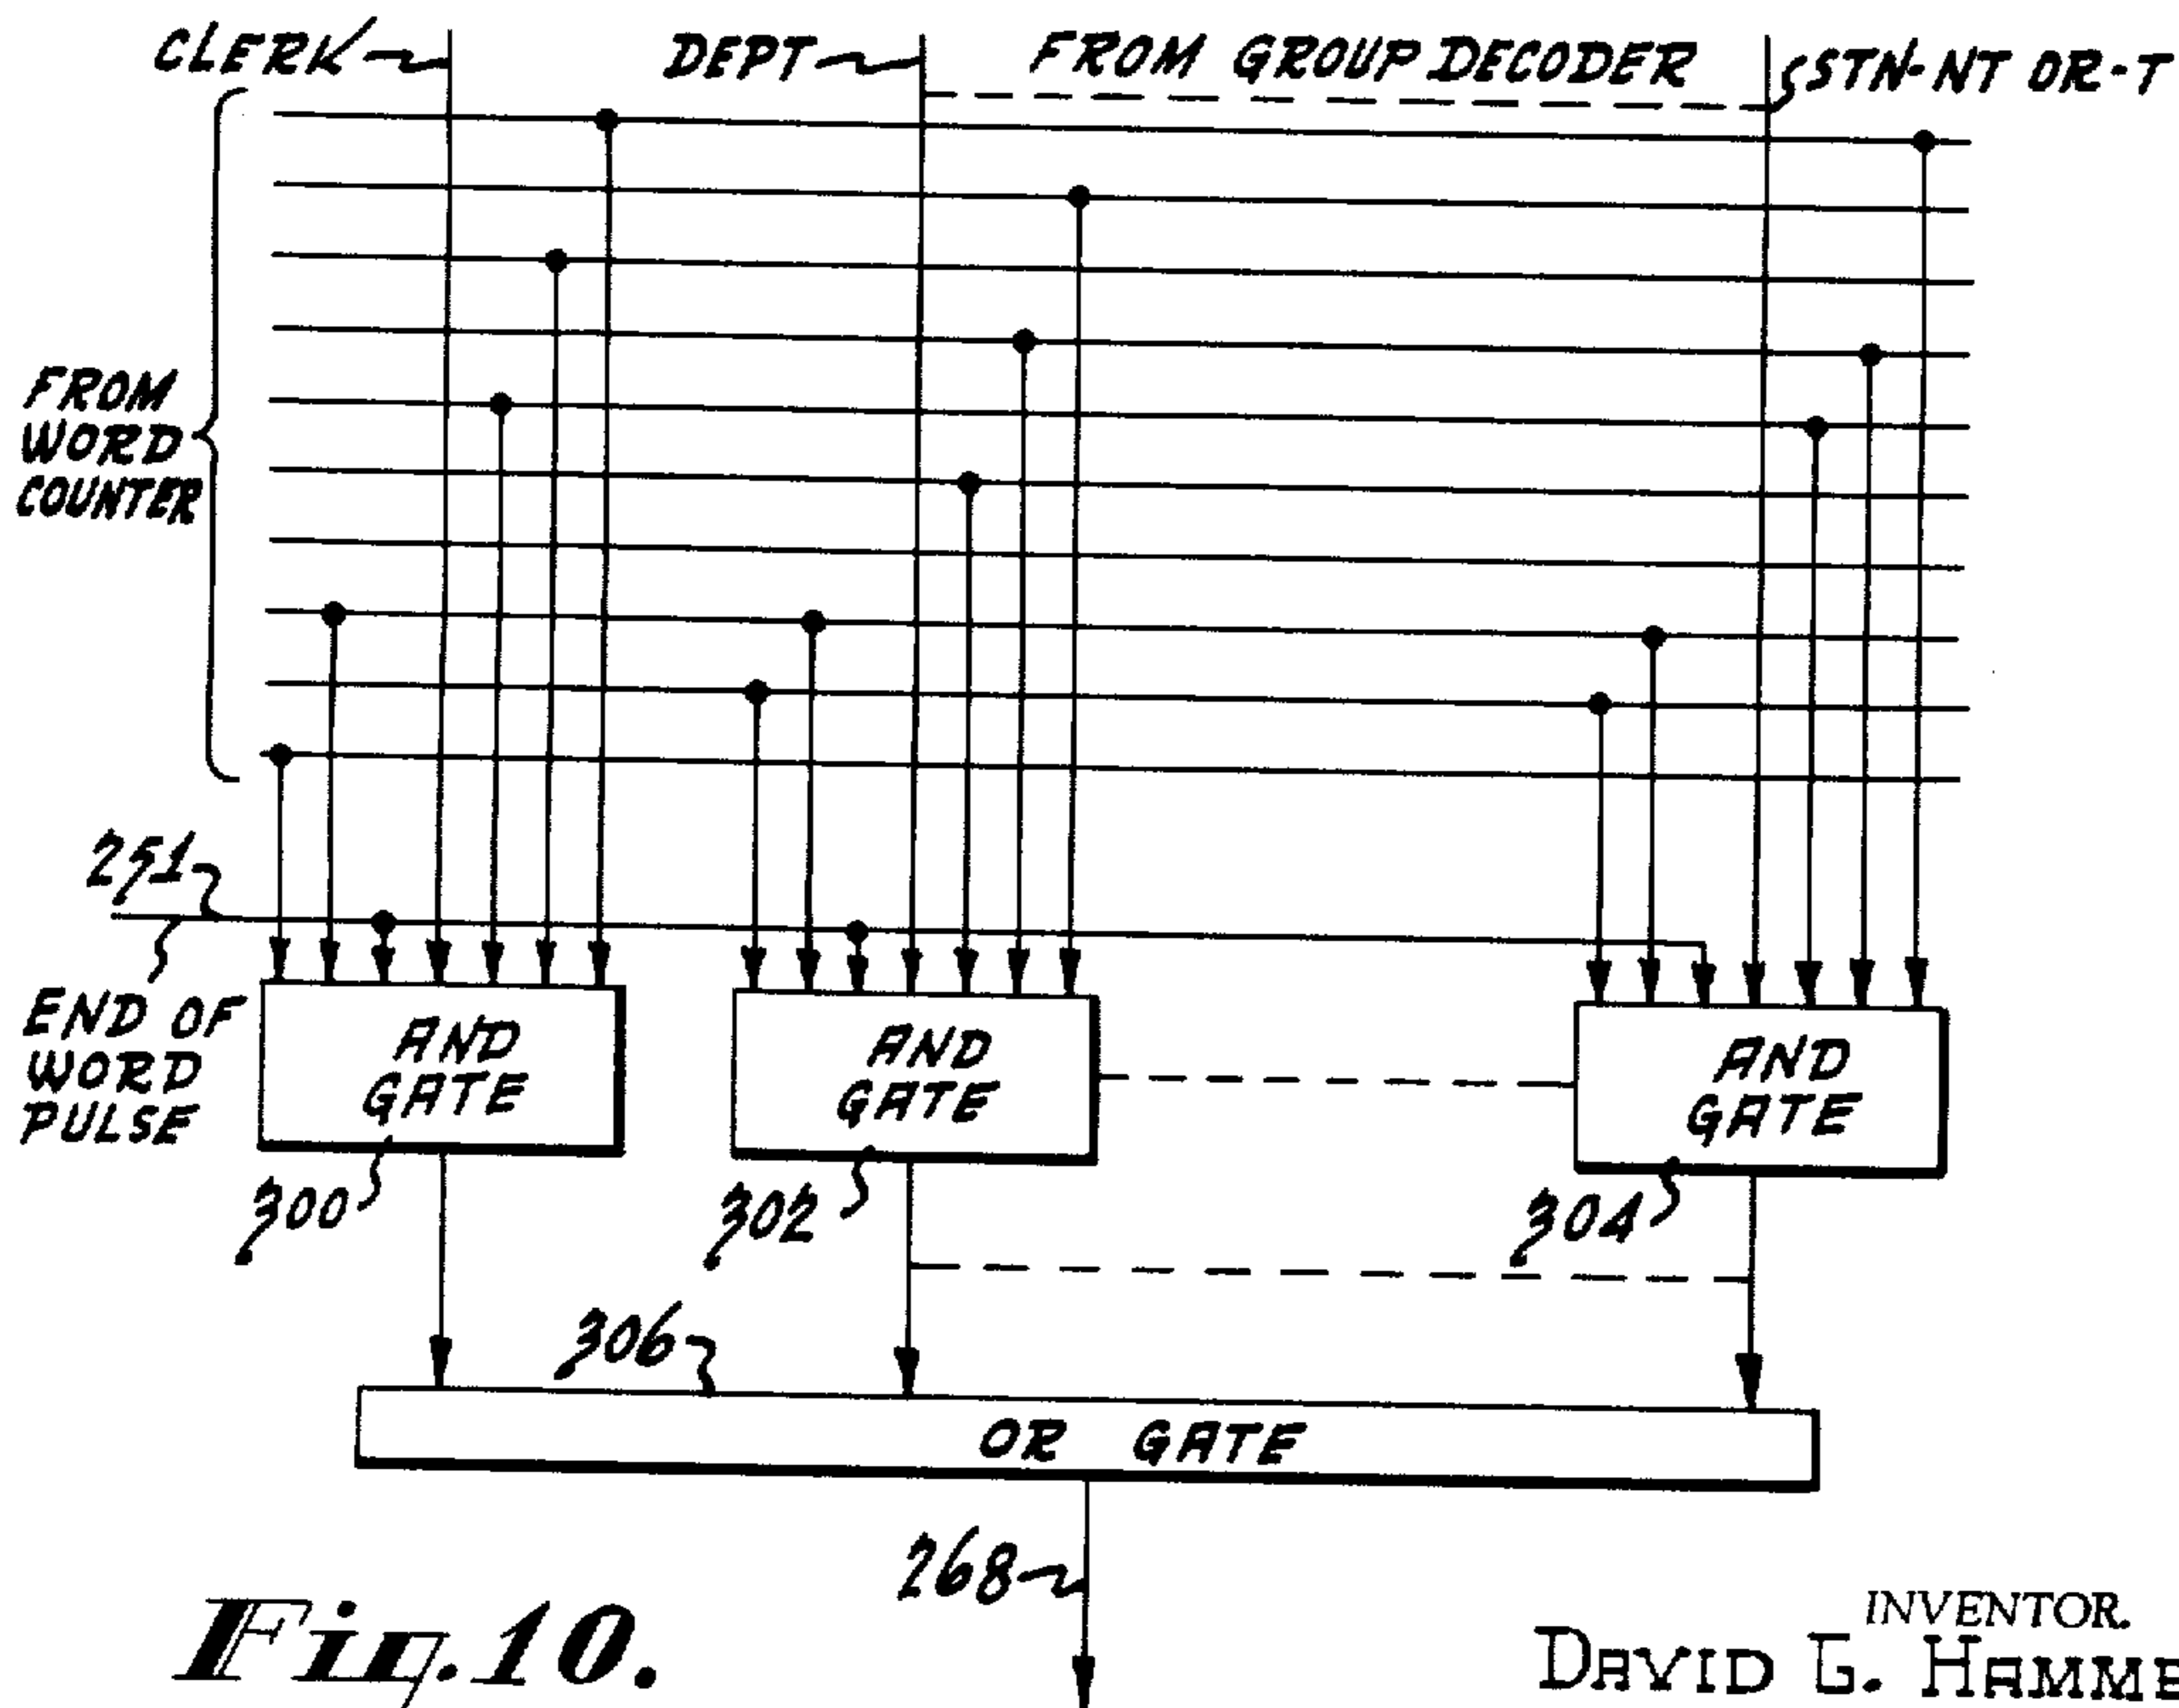 CLERK
DEPT
FROM GROUP DECODER
STN-NT OR-T
FROM
WORD
COUNTER
251
END OF
WORD
PULSE
AND
GATE
AND
GATE
AND
GATE
300
302
304
306
OR GATE
268
Fig. 10.
INVENTOR.
DAVID G. HAMME